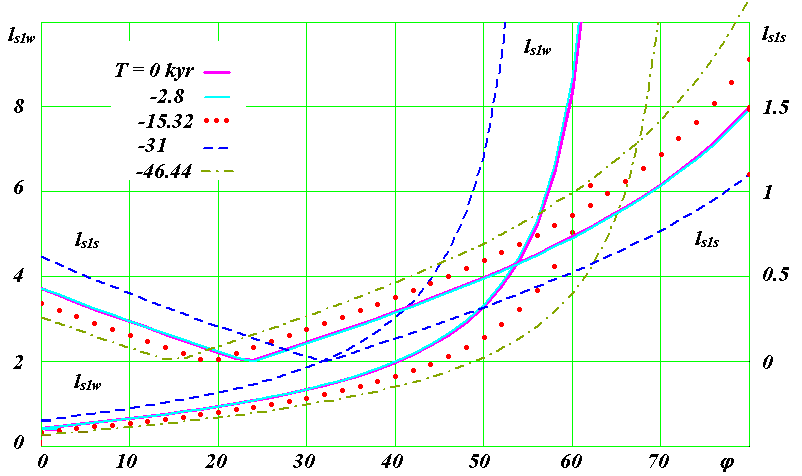 l_s1w l_s1w l_s1s
T = 0 kyr
-2.8
8 -15.32 1.5
-31
-46.44
6 1
l_s1s l_s1s
4 0.5
2 0
l_s1w
0
0 10 20 30 40 50 60 70 φ